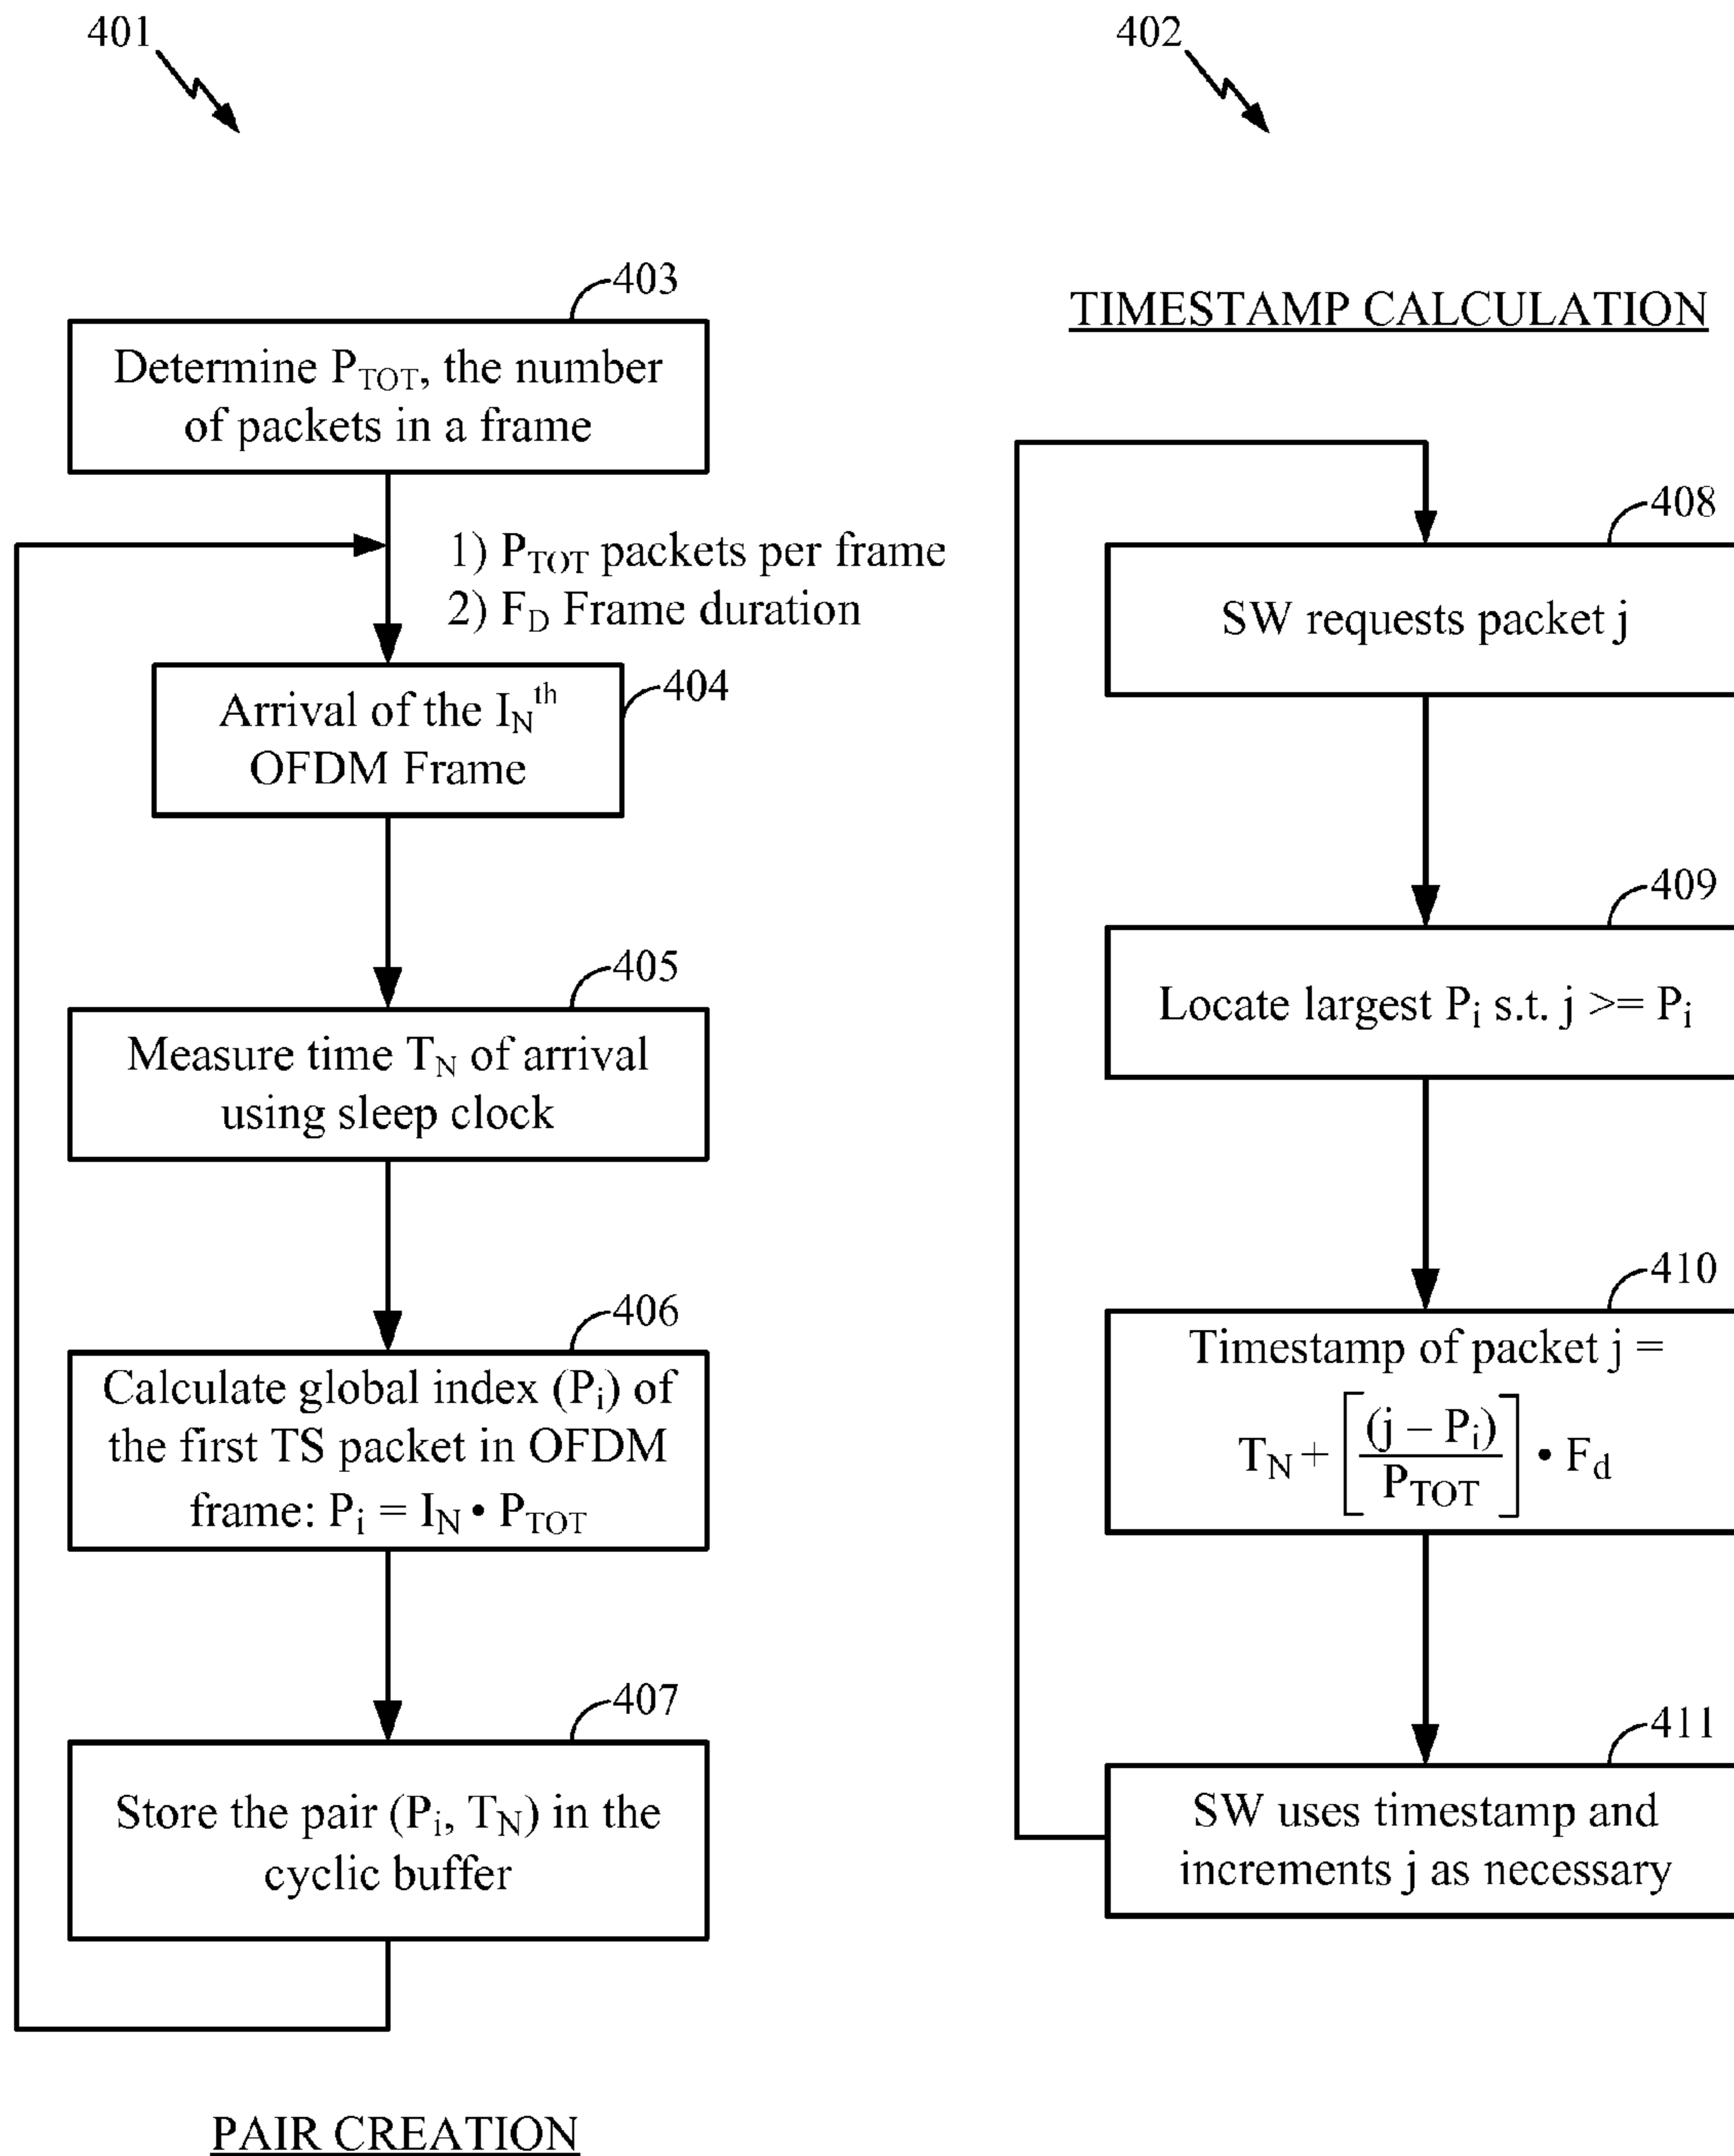 401
403
Determine P_TOT, the number
of packets in a frame
1) P_TOT packets per frame
2) F_D Frame duration
404
Arrival of the I_N^th
OFDM Frame
405
Measure time T_N of arrival
using sleep clock
406
Calculate global index (P_i) of
the first TS packet in OFDM
frame: P_i = I_N • P_TOT
407
Store the pair (P_i, T_N) in the
cyclic buffer
PAIR CREATION
402
TIMESTAMP CALCULATION
408
SW requests packet j
409
Locate largest P_i s.t. j >= P_i
410
Timestamp of packet j =
T_N + [(j – P_i) / P_TOT] • F_d
411
SW uses timestamp and
increments j as necessary